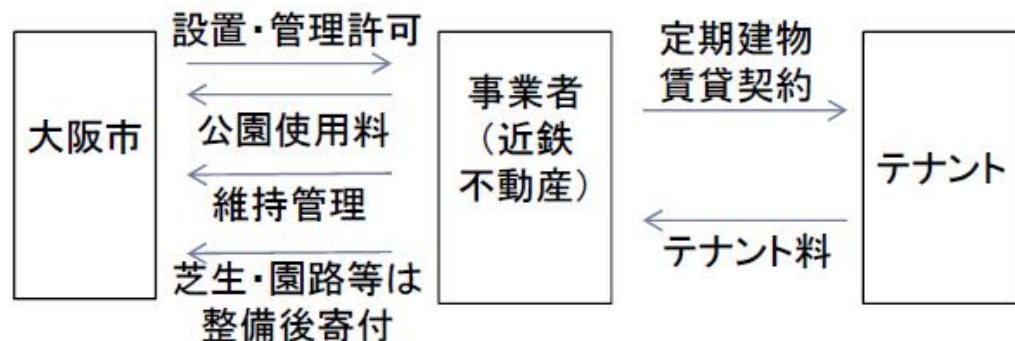 大阪市
設置・管理許可
公園使用料
維持管理
芝生・園路等は
整備後寄付
事業者
（近鉄
不動産）
定期建物
賃貸契約
テナント料
テナント